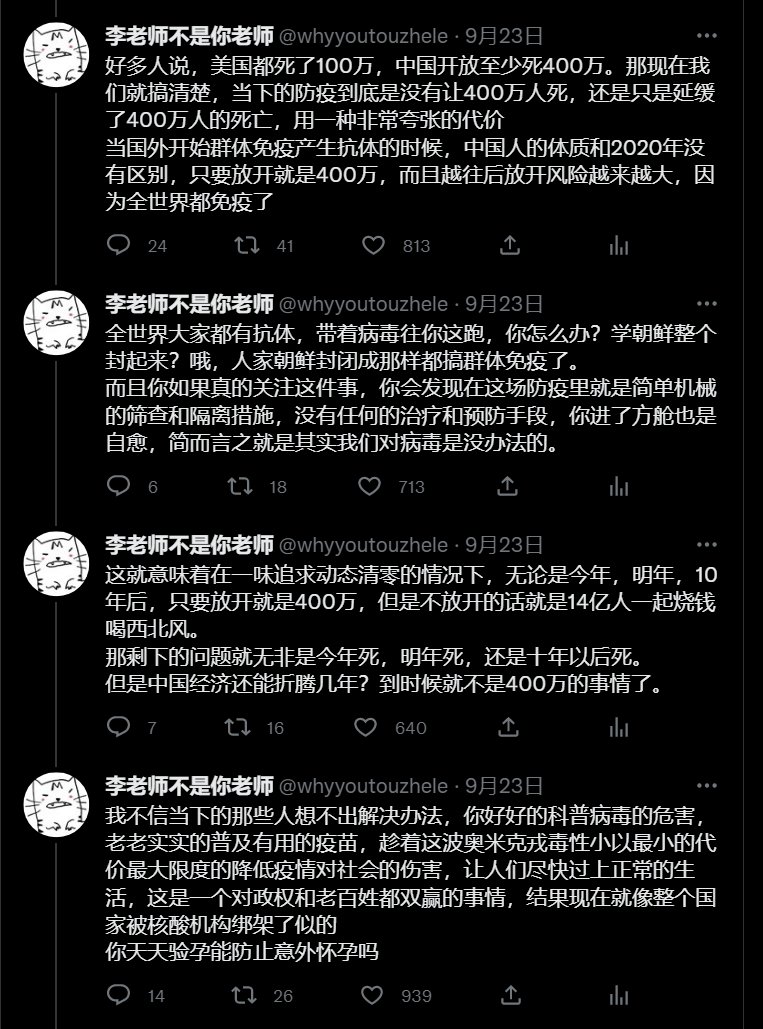 李老师不是你老师 @whyyoutouzhele · 9月23日
好多人说，美国都死了100万，中国开放至少死400万。那现在我
们就搞清楚，当下的防疫到底是没有让400万人死，还是只是延缓
了400万人的死亡，用一种非常夸张的代价
当国外开始群体免疫产生抗体的时候，中国人的体质和2020年没
有区别，只要放开就是400万，而且越往后放开风险越来越大，因
为全世界都免疫了
24 41 813
李老师不是你老师 @whyyoutouzhele · 9月23日
全世界大家都有抗体，带着病毒往你这跑，你怎么办？学朝鲜整个
封起来？哦，人家朝鲜封闭成那样都搞群体免疫了。
而且你如果真的关注这件事，你会发现在这场防疫里就是简单机械
的筛查和隔离措施，没有任何的治疗和预防手段，你进了方舱也是
自愈，简而言之就是其实我们对病毒是没办法的。
6 18 713
李老师不是你老师 @whyyoutouzhele · 9月23日
这就意味着在一味追求动态清零的情况下，无论是今年，明年，10
年后，只要放开就是400万，但是不放开的话就是14亿人一起烧钱
喝西北风。
那剩下的问题就无非是今年死，明年死，还是十年以后死。
但是中国经济还能折腾几年？到时候就不是400万的事情了。
7 16 640
李老师不是你老师 @whyyoutouzhele · 9月23日
我不信当下的那些人想不出解决办法，你好好的科普病毒的危害，
老老实实的普及有用的疫苗，趁着这波奥米克戎毒性小以最小的代
价最大限度的降低疫情对社会的伤害，让人们尽快过上正常的生
活，这是一个对政权和老百姓都双赢的事情，结果现在就像整个国
家被核酸机构绑架了似的
你天天验孕能防止意外怀孕吗
14 26 939